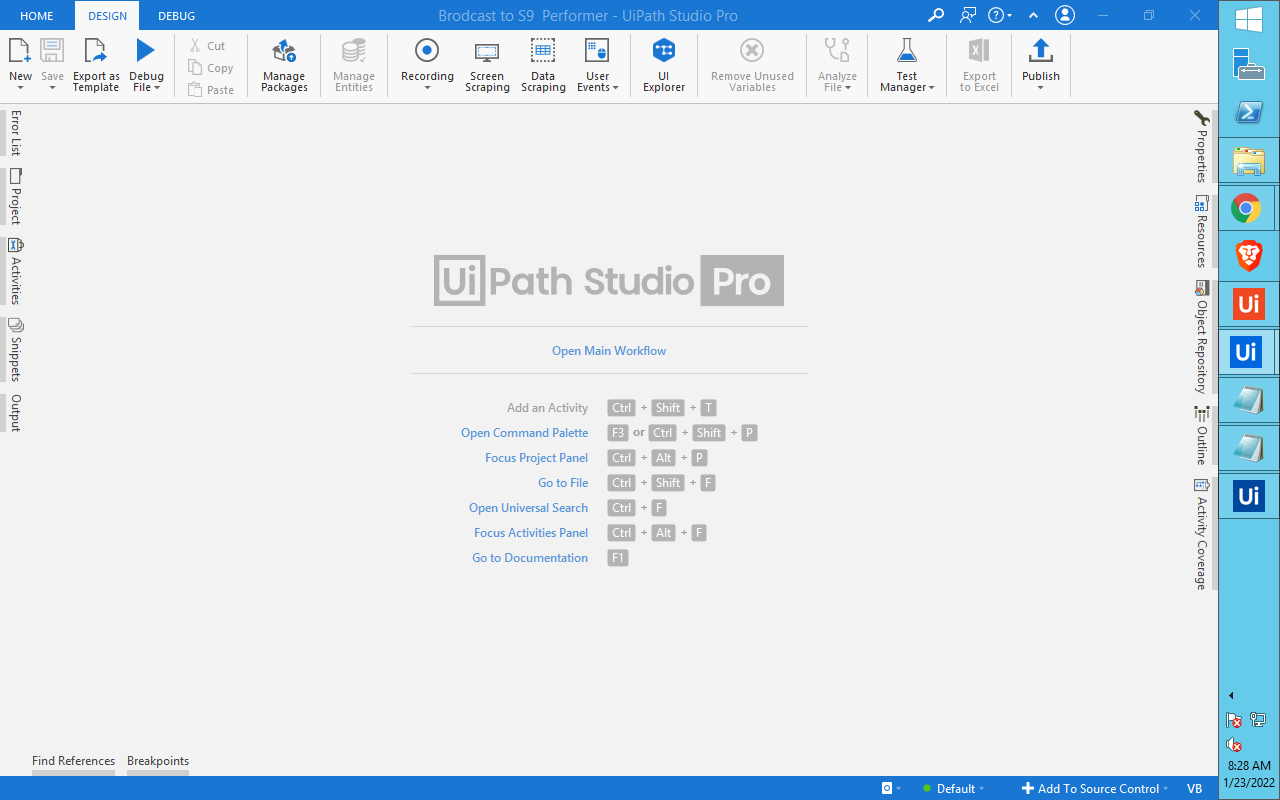 HOME DESIGN DEBUG Brodcast to S9 Performer - UiPath Studio Pro
New Save Export as Template Debug File
Cut
Copy
Paste
Manage Packages
Manage Entities
Recording
Screen Scraping
Data Scraping
User Events
UI Explorer
Remove Unused Variables
Analyze File
Test Manager
Export to Excel
Publish
Error List
Project
Activities
Snippets
Output
Ui Path Studio Pro
Open Main Workflow
Add an Activity Ctrl + Shift + T
Open Command Palette F3 or Ctrl + Shift + P
Focus Project Panel Ctrl + Alt + P
Go to File Ctrl + Shift + F
Open Universal Search Ctrl + F
Focus Activities Panel Ctrl + Alt + F
Go to Documentation F1
Properties
Resources
Object Repository
Outline
Activity Coverage
Find References Breakpoints
Default Add To Source Control VB
Ui
Ui
Ui
8:28 AM
1/23/2022